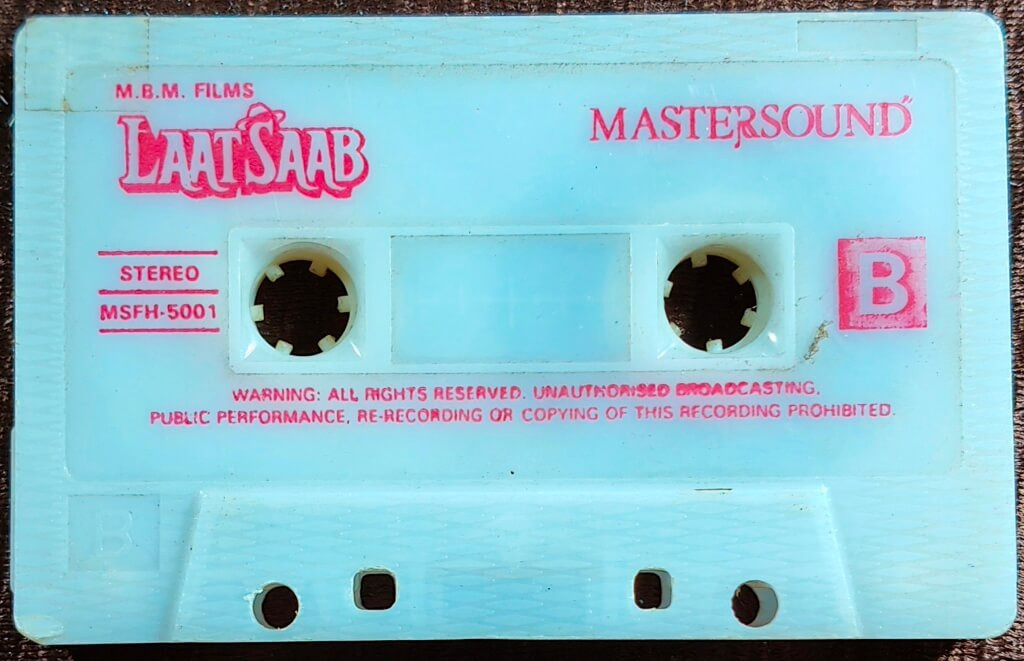 M.B.M. FILMS
LAAT SAAB
MASTERSOUND
STEREO
MSFH-5001
B
WARNING: ALL RIGHTS RESERVED. UNAUTHORISED BROADCASTING,
PUBLIC PERFORMANCE, RE-RECORDING OR COPYING OF THIS RECORDING PROHIBITED.
B